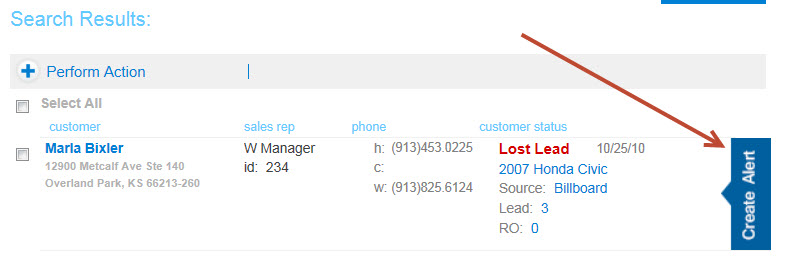 Search Results:
Perform Action
Select All
customer sales rep phone customer status
Marla Bixler W Manager h: (913)453.0225 Lost Lead 10/25/10
12900 Metcalf Ave Ste 140 id: 234 c: 2007 Honda Civic
Overland Park, KS 66213-260 w: (913)825.6124 Source: Billboard
Lead: 3
RO: 0
Create Alert